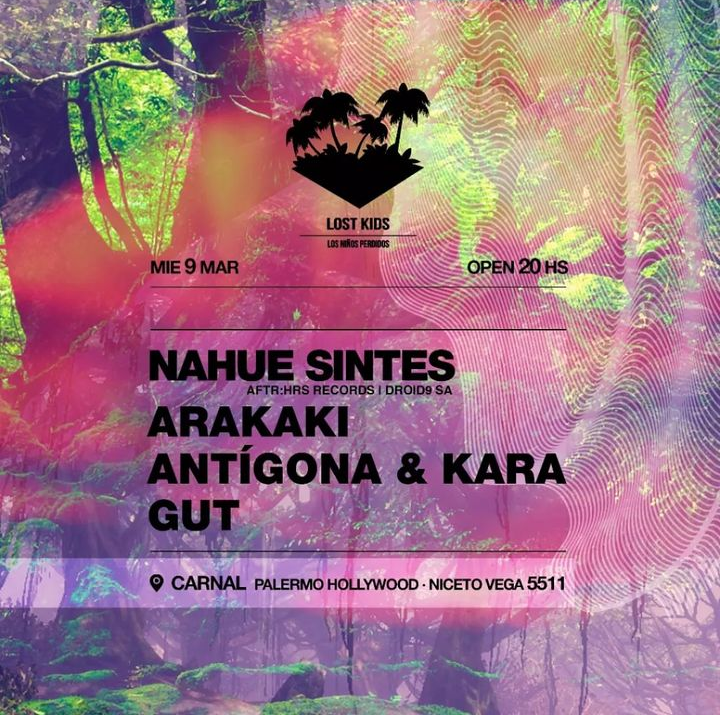 LOST KIDS
LOS NIÑOS PERDIDOS
MIE 9 MAR OPEN 20 HS
NAHUE SINTES
AFTR:HRS RECORDS | DROID9 SA
ARAKAKI
ANTÍGONA & KARA
GUT
CARNAL PALERMO HOLLYWOOD · NICETO VEGA 5511